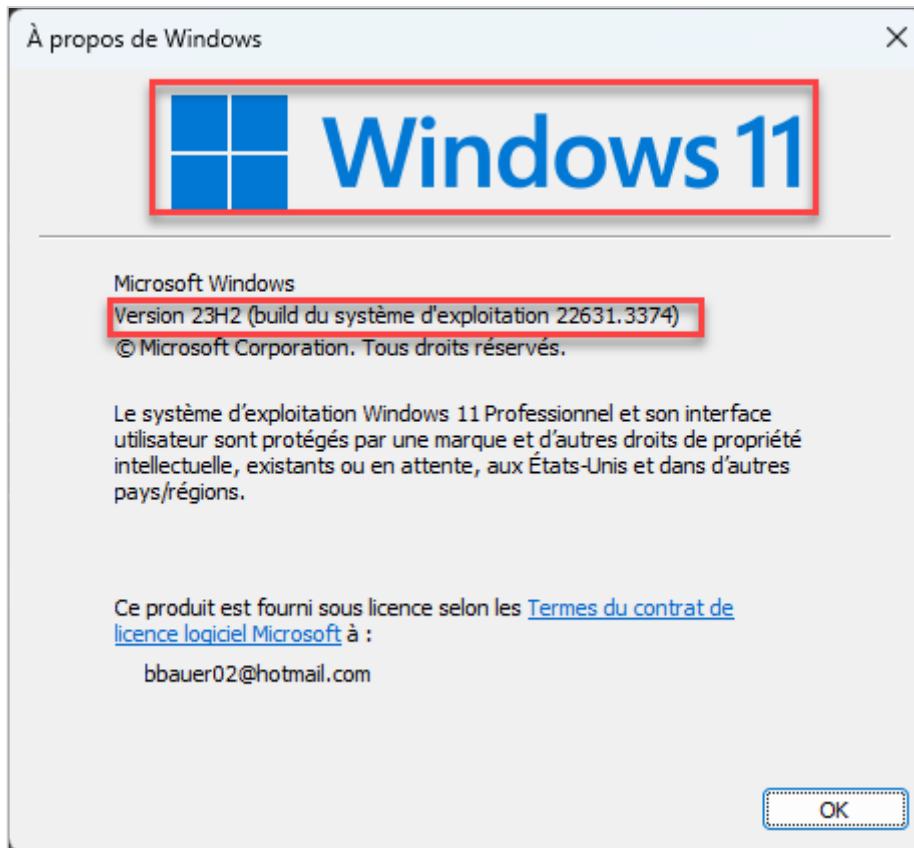 À propos de Windows
Windows 11
Microsoft Windows
Version 23H2 (build du système d'exploitation 22631.3374)
© Microsoft Corporation. Tous droits réservés.
Le système d’exploitation Windows 11 Professionnel et son interface
utilisateur sont protégés par une marque et d’autres droits de propriété
intellectuelle, existants ou en attente, aux États-Unis et dans d’autres
pays/régions.
Ce produit est fourni sous licence selon les Termes du contrat de
licence logiciel Microsoft à :
bbauer02@hotmail.com
OK